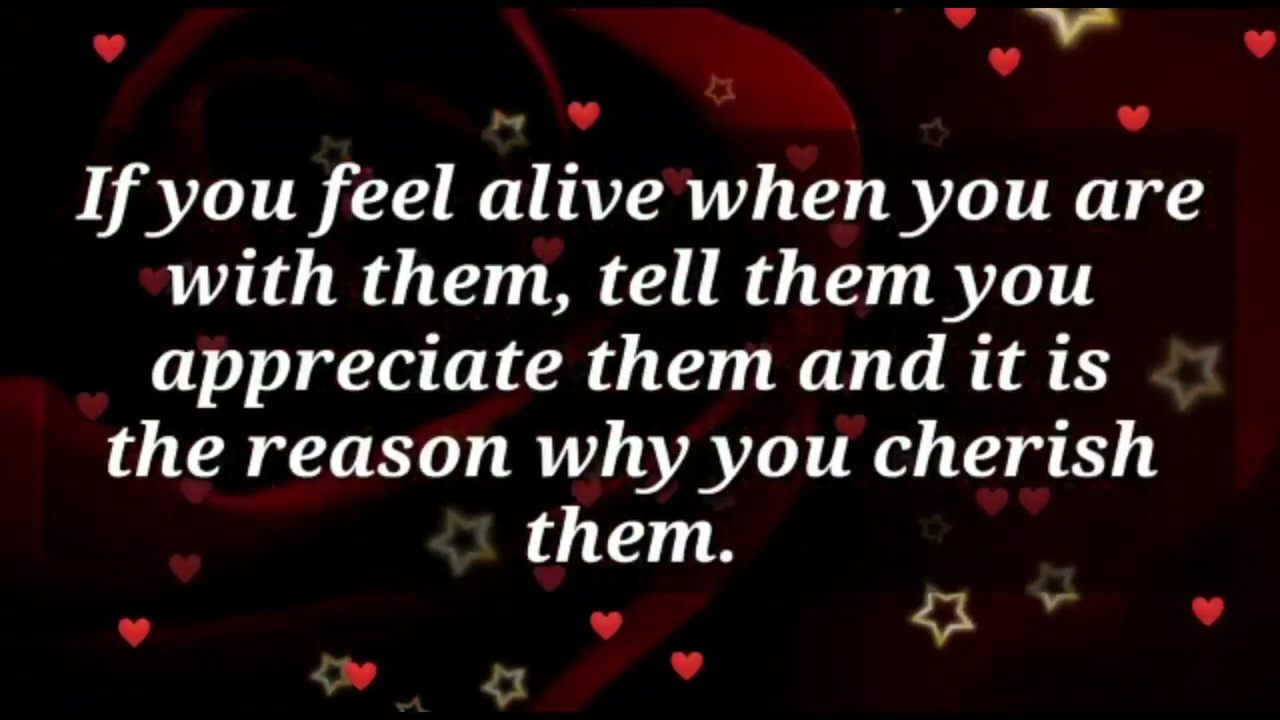 If you feel alive when you are
with them, tell them you
appreciate them and it is
the reason why you cherish
them.